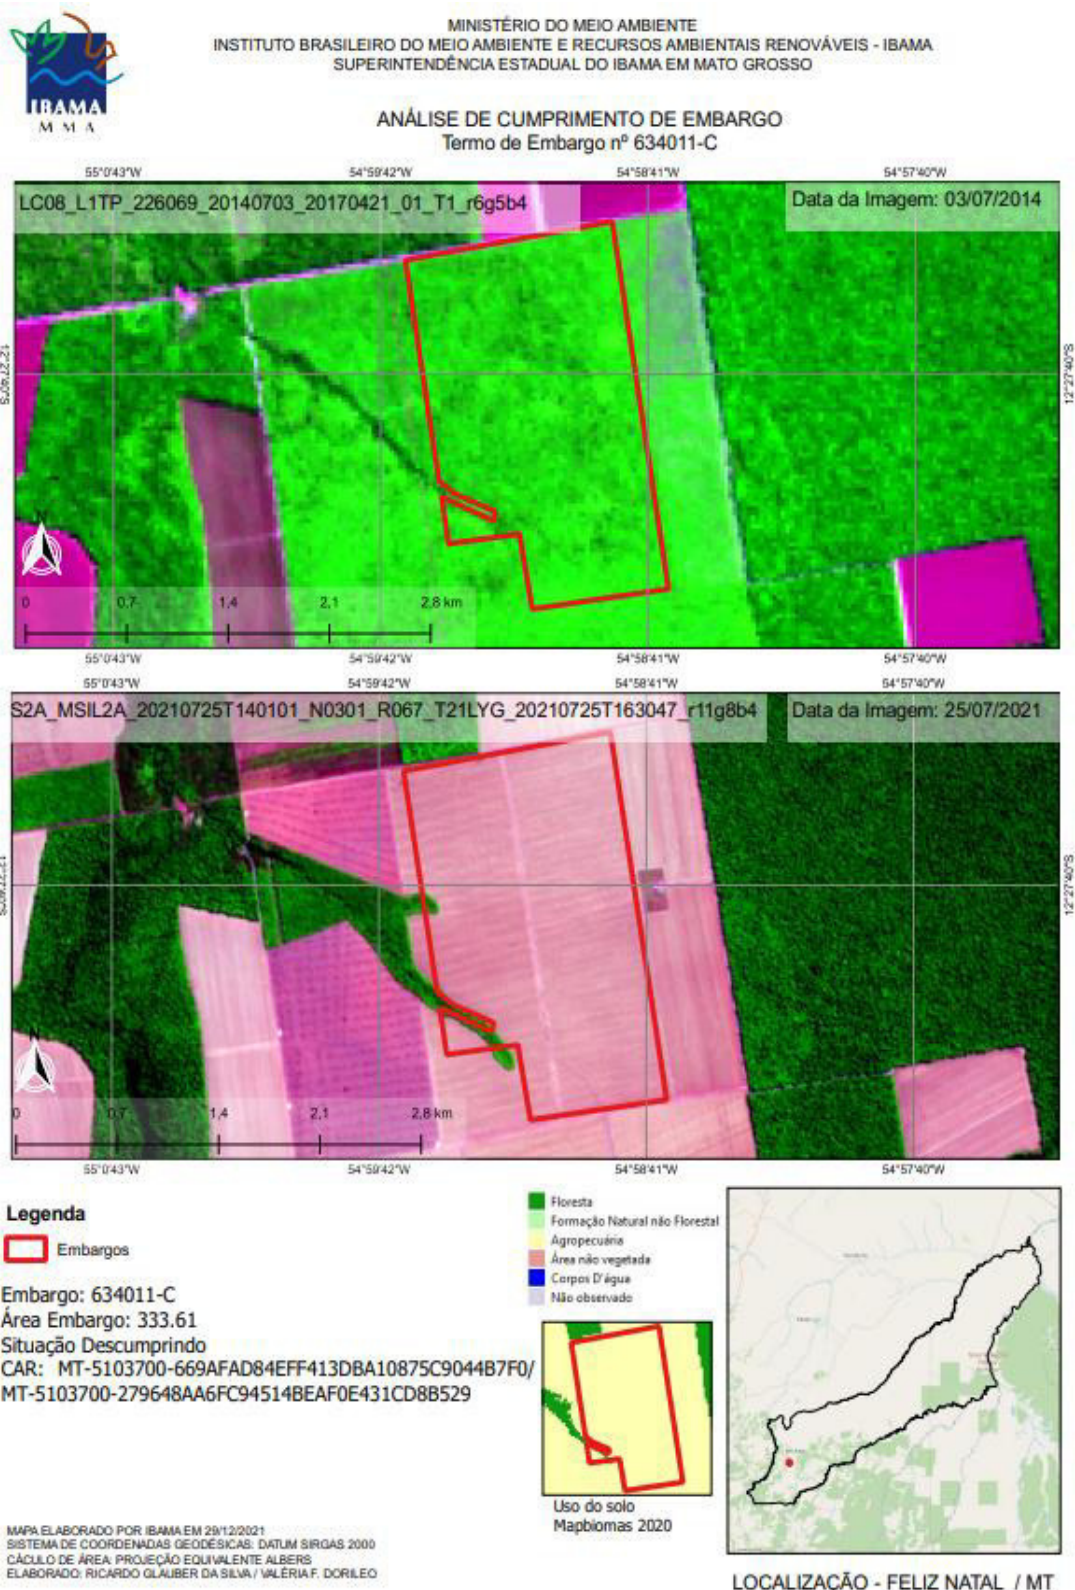 IBAMA
M M A
MINISTÉRIO DO MEIO AMBIENTE
INSTITUTO BRASILEIRO DO MEIO AMBIENTE E RECURSOS AMBIENTAIS RENOVÁVEIS - IBAMA
SUPERINTENDÊNCIA ESTADUAL DO IBAMA EM MATO GROSSO
ANÁLISE DE CUMPRIMENTO DE EMBARGO
Termo de Embargo nº 634011-C
55°0'43"W 54°59'42"W 54°58'41"W 54°57'40"W
LC08_L1TP_226069_20140703_20170421_01_T1_r6g5b4
Data da Imagem: 03/07/2014
12°27'40"S 12°27'40"S
N
0 0,7 1,4 2,1 2,8 km
55°0'43"W 54°59'42"W 54°58'41"W 54°57'40"W
55°0'43"W 54°59'42"W 54°58'41"W 54°57'40"W
S2A_MSIL2A_20210725T140101_N0301_R067_T21LYG_20210725T163047_r11g8b4
Data da Imagem: 25/07/2021
12°27'40"S 12°27'40"S
N
0 0,7 1,4 2,1 2,8 km
55°0'43"W 54°59'42"W 54°58'41"W 54°57'40"W
Legenda
Embargos
Embargo: 634011-C
Área Embargo: 333.61
Situação Descumprindo
CAR: MT-5103700-669AFAD84EFF413DBA10875C9044B7F0/
MT-5103700-279648AA6FC94514BEAF0E431CD8B529
Floresta
Formação Natural não Florestal
Agropecuária
Área não vegetada
Corpos D'água
Não observado
Uso do solo
Mapbiomas 2020
MAPA ELABORADO POR IBAMA EM 29/12/2021
SISTEMA DE COORDENADAS GEODÉSICAS: DATUM SIRGAS 2000
CÁCULO DE ÁREA: PROJEÇÃO EQUIVALENTE ALBERS
ELABORADO: RICARDO GLAUBER DA SILVA / VALÉRIA F. DORILEO
LOCALIZAÇÃO - FELIZ NATAL / MT